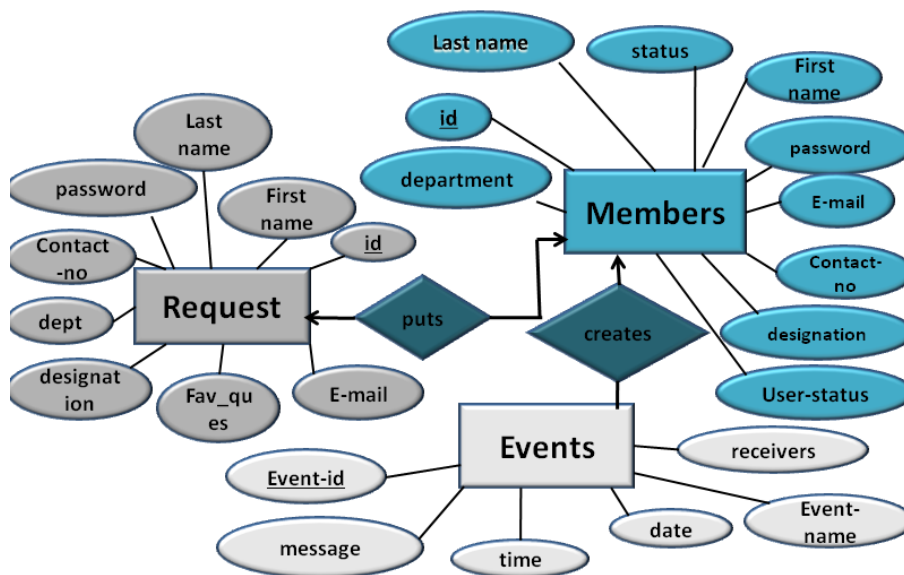 Last name
status
First
name
id
password
department
Members
E-mail
Contact-
no
designation
User-status
Last
name
password
First
name
id
Contact
-no
Request
dept
designat
ion
Fav_qu
es
E-mail
puts
creates
Events
receivers
Event-id
Event-
name
message
time
date